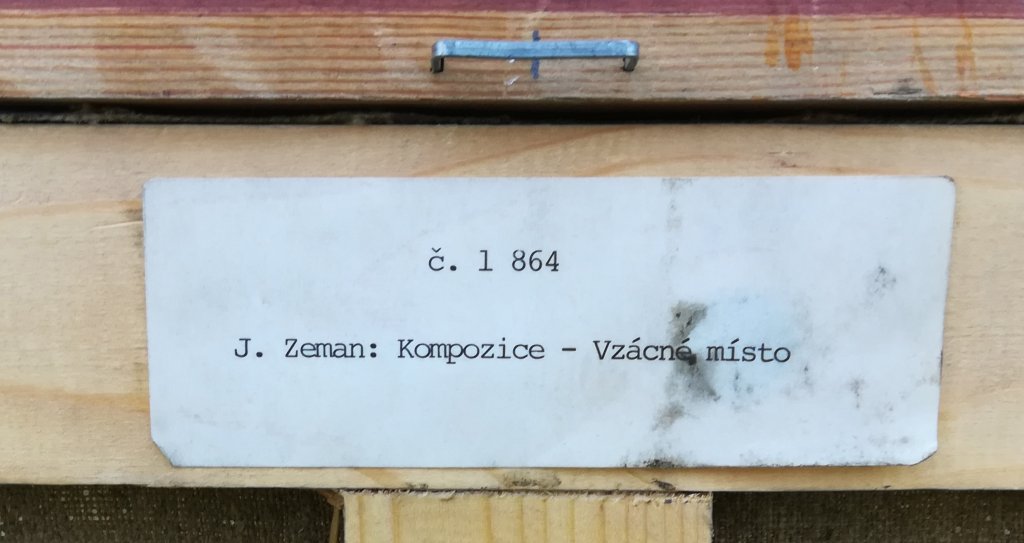 č. 1 864
J. Zeman: Kompozice - Vzácné místo